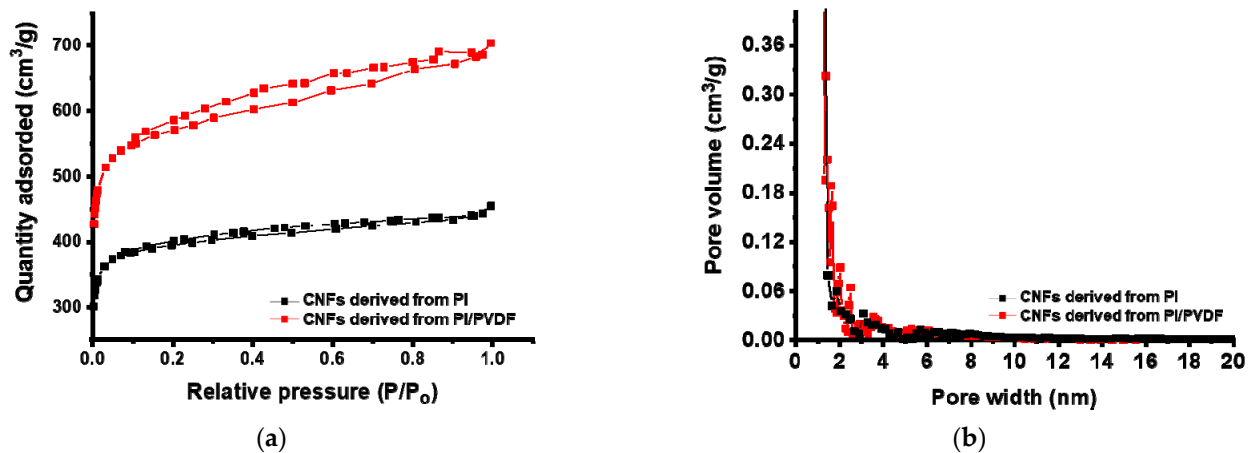 Quantity adsorded (cm³/g)
700
600
500
400
300
0.0 0.2 0.4 0.6 0.8 1.0
CNFs derived from PI
CNFs derived from PI/PVDF
Relative pressure (P/Pₒ)
(a)
Pore volume (cm³/g)
0.36
0.30
0.24
0.18
0.12
0.06
0.00
0 2 4 6 8 10 12 14 16 18 20
CNFs derived from PI
CNFs derived from PI/PVDF
Pore width (nm)
(b)